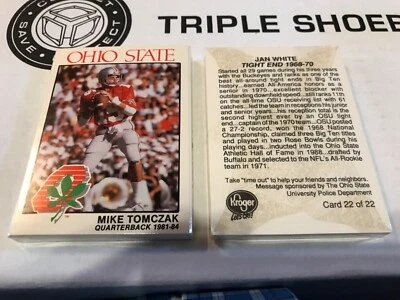 COLLECT
SAVE
PROTECT
TRIPLE SHOEB
OHIO STATE
MIKE TOMCZAK
QUARTERBACK 1981-84
JAN WHITE
TIGHT END 1968-70
Started all 29 games during his three years
with the Buckeyes and ranks as one of the
best all-around tight ends in Big Ten
history...earned All-America honors as a
senior in 1970...excellent blocker with
outstanding downfield speed...still ranks 11th
on the all-time OSU receiving list with 61
catches...led the team in receptions his junior
and senior years...his reception total is the
second highest ever by an OSU tight
end...captain of the 1970 team...OSU posted
a 27-2 record, won the 1968 National
Championship, claimed three Big Ten titles
and played in two Rose Bowls during his
playing days...inducted into the Ohio State
Athletic Hall of Fame in 1988...drafted by
Buffalo and selected to the NFL's All-Rookie
team in 1971.
Take "time out" to help your friends and neighbors.
Message sponsored by The Ohio State
University Police Department
Kroger
Let's Go!
Card 22 of 22